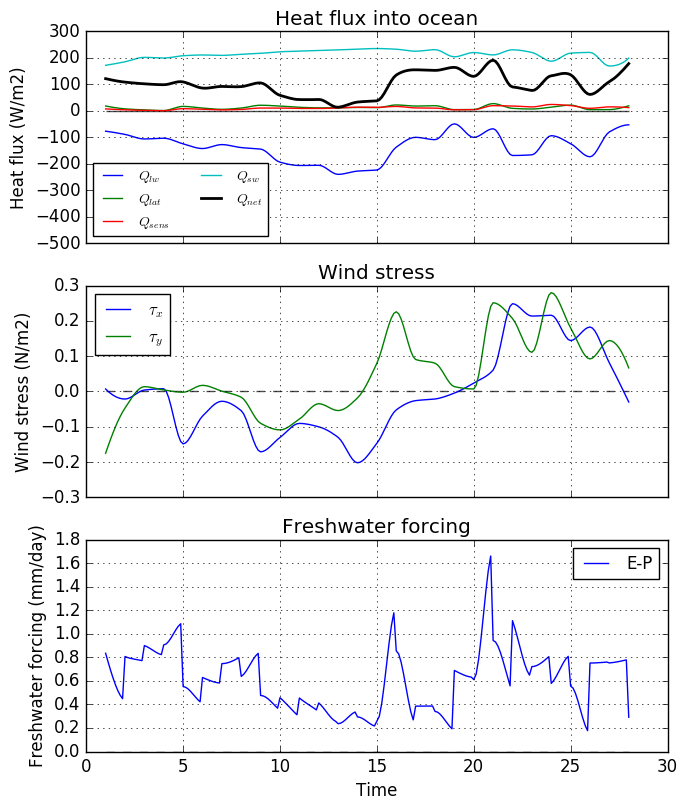 Heat flux into ocean
Heat flux (W/m2)
300
200
100
0
−100
−200
−300
−400
−500
Q_lw
Q_lat
Q_sens
Q_sw
Q_net
Wind stress
Wind stress (N/m2)
0.3
0.2
0.1
0.0
−0.1
−0.2
−0.3
τ_x
τ_y
Freshwater forcing
Freshwater forcing (mm/day)
1.8
1.6
1.4
1.2
1.0
0.8
0.6
0.4
0.2
0.0
E-P
0 5 10 15 20 25 30
Time